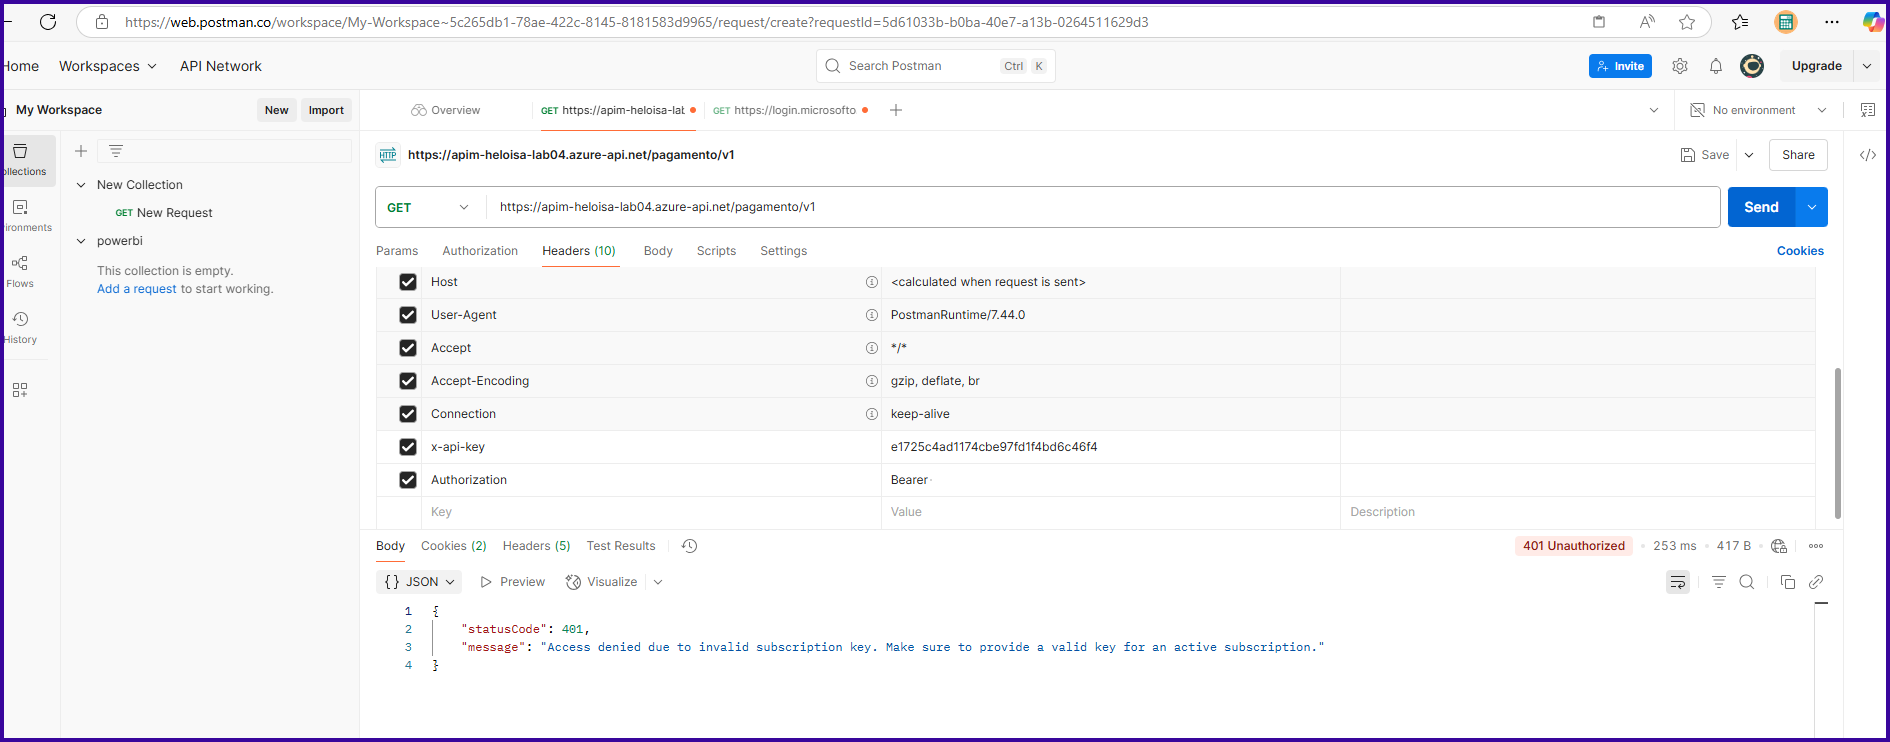 https://web.postman.co/workspace/My-Workspace~5c265db1-78ae-422c-8145-8181583d9965/request/create?requestId=5d61033b-b0ba-40e7-a13b-0264511629d3
Home Workspaces API Network Search Postman Ctrl K Invite Upgrade
My Workspace New Import Overview GET https://apim-heloisa-lab GET https://login.microsofto No environment
ollections
HTTP https://apim-heloisa-lab04.azure-api.net/pagamento/v1 Save Share
New Collection
GET New Request
GET https://apim-heloisa-lab04.azure-api.net/pagamento/v1 Send
vironments
powerbi
This collection is empty.
Add a request to start working.
Flows
History
Params Authorization Headers (10) Body Scripts Settings Cookies
Host <calculated when request is sent>
User-Agent PostmanRuntime/7.44.0
Accept */*
Accept-Encoding gzip, deflate, br
Connection keep-alive
x-api-key e1725c4ad1174cbe97fd1f4bd6c46f4
Authorization Bearer
Key Value Description
Body Cookies (2) Headers (5) Test Results 401 Unauthorized 253 ms 417 B
{} JSON Preview Visualize
1 {
2 "statusCode": 401,
3 "message": "Access denied due to invalid subscription key. Make sure to provide a valid key for an active subscription."
4 }